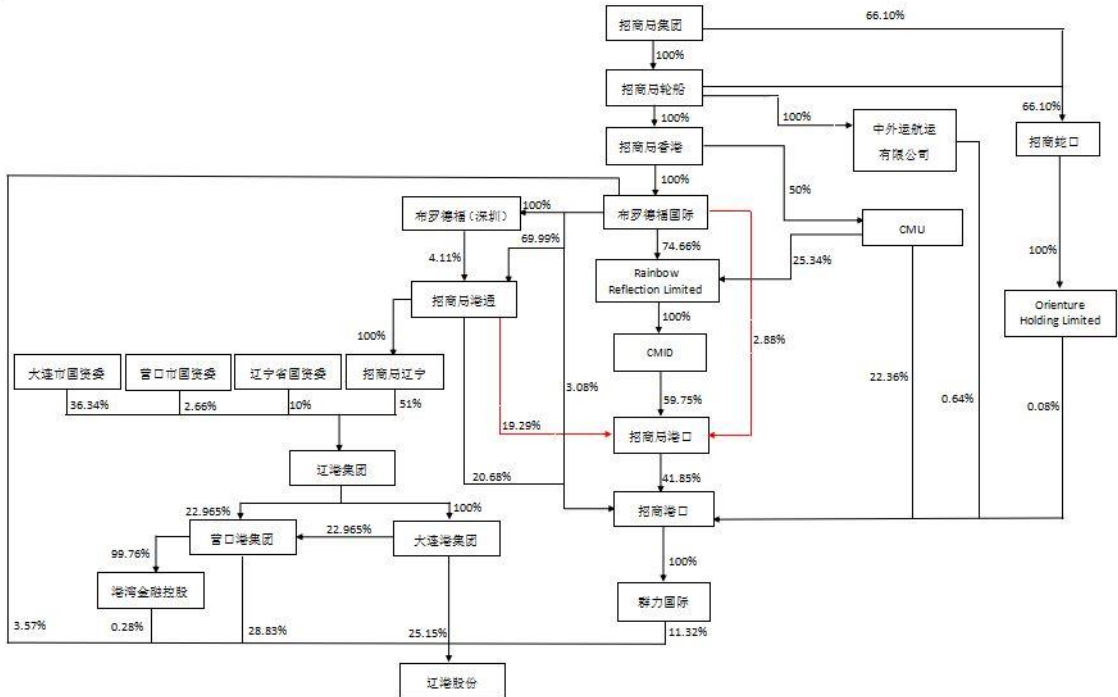 招商局集团
66.10%
100%
招商局轮船
100%
100%
66.10%
中外运航运
有限公司
招商蛇口
招商局香港
100%
50%
布罗德福（深圳）
100%
布罗德福国际
CMU
69.99%
74.66%
25.34%
100%
4.11%
Rainbow
Reflection Limited
Orienture
Holding Limited
招商局港通
100%
2.88%
100%
CMID
大连市国资委
营口市国资委
辽宁省国资委
招商局辽宁
3.08%
22.36%
36.34%
2.66%
10%
51%
59.75%
0.64%
0.08%
19.29%
招商局港口
辽港集团
20.68%
41.85%
22.965%
100%
招商港口
营口港集团
22.965%
大连港集团
99.76%
100%
港湾金融控股
群力国际
3.57%
0.28%
28.83%
25.15%
11.32%
辽港股份